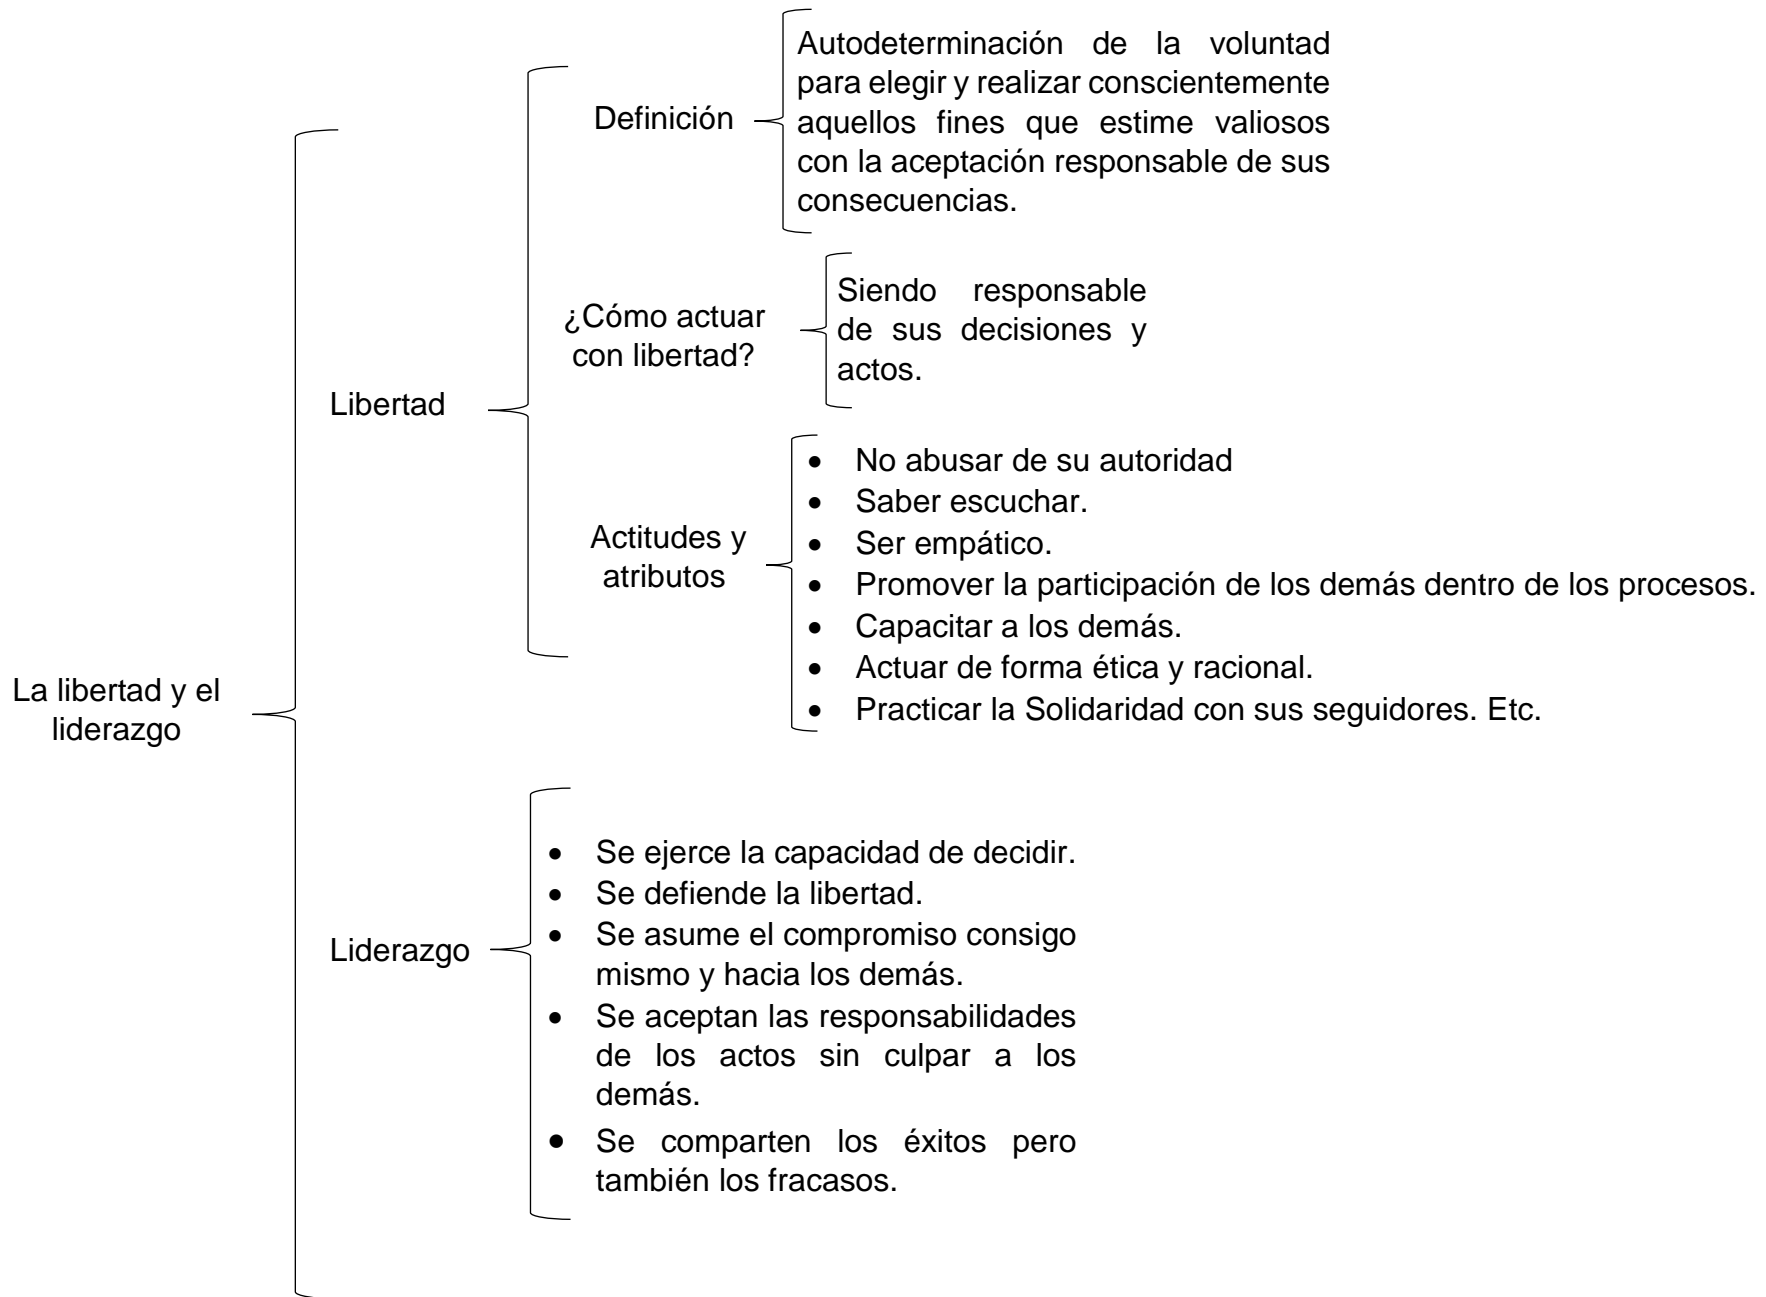 La libertad y el
liderazgo
Libertad
Definición
Autodeterminación de la voluntad
para elegir y realizar conscientemente
aquellos fines que estime valiosos
con la aceptación responsable de sus
consecuencias.
¿Cómo actuar
con libertad?
Siendo responsable
de sus decisiones y
actos.
Actitudes y
atributos
• No abusar de su autoridad
• Saber escuchar.
• Ser empático.
• Promover la participación de los demás dentro de los procesos.
• Capacitar a los demás.
• Actuar de forma ética y racional.
• Practicar la Solidaridad con sus seguidores. Etc.
Liderazgo
• Se ejerce la capacidad de decidir.
• Se defiende la libertad.
• Se asume el compromiso consigo
mismo y hacia los demás.
• Se aceptan las responsabilidades
de los actos sin culpar a los
demás.
• Se comparten los éxitos pero
también los fracasos.